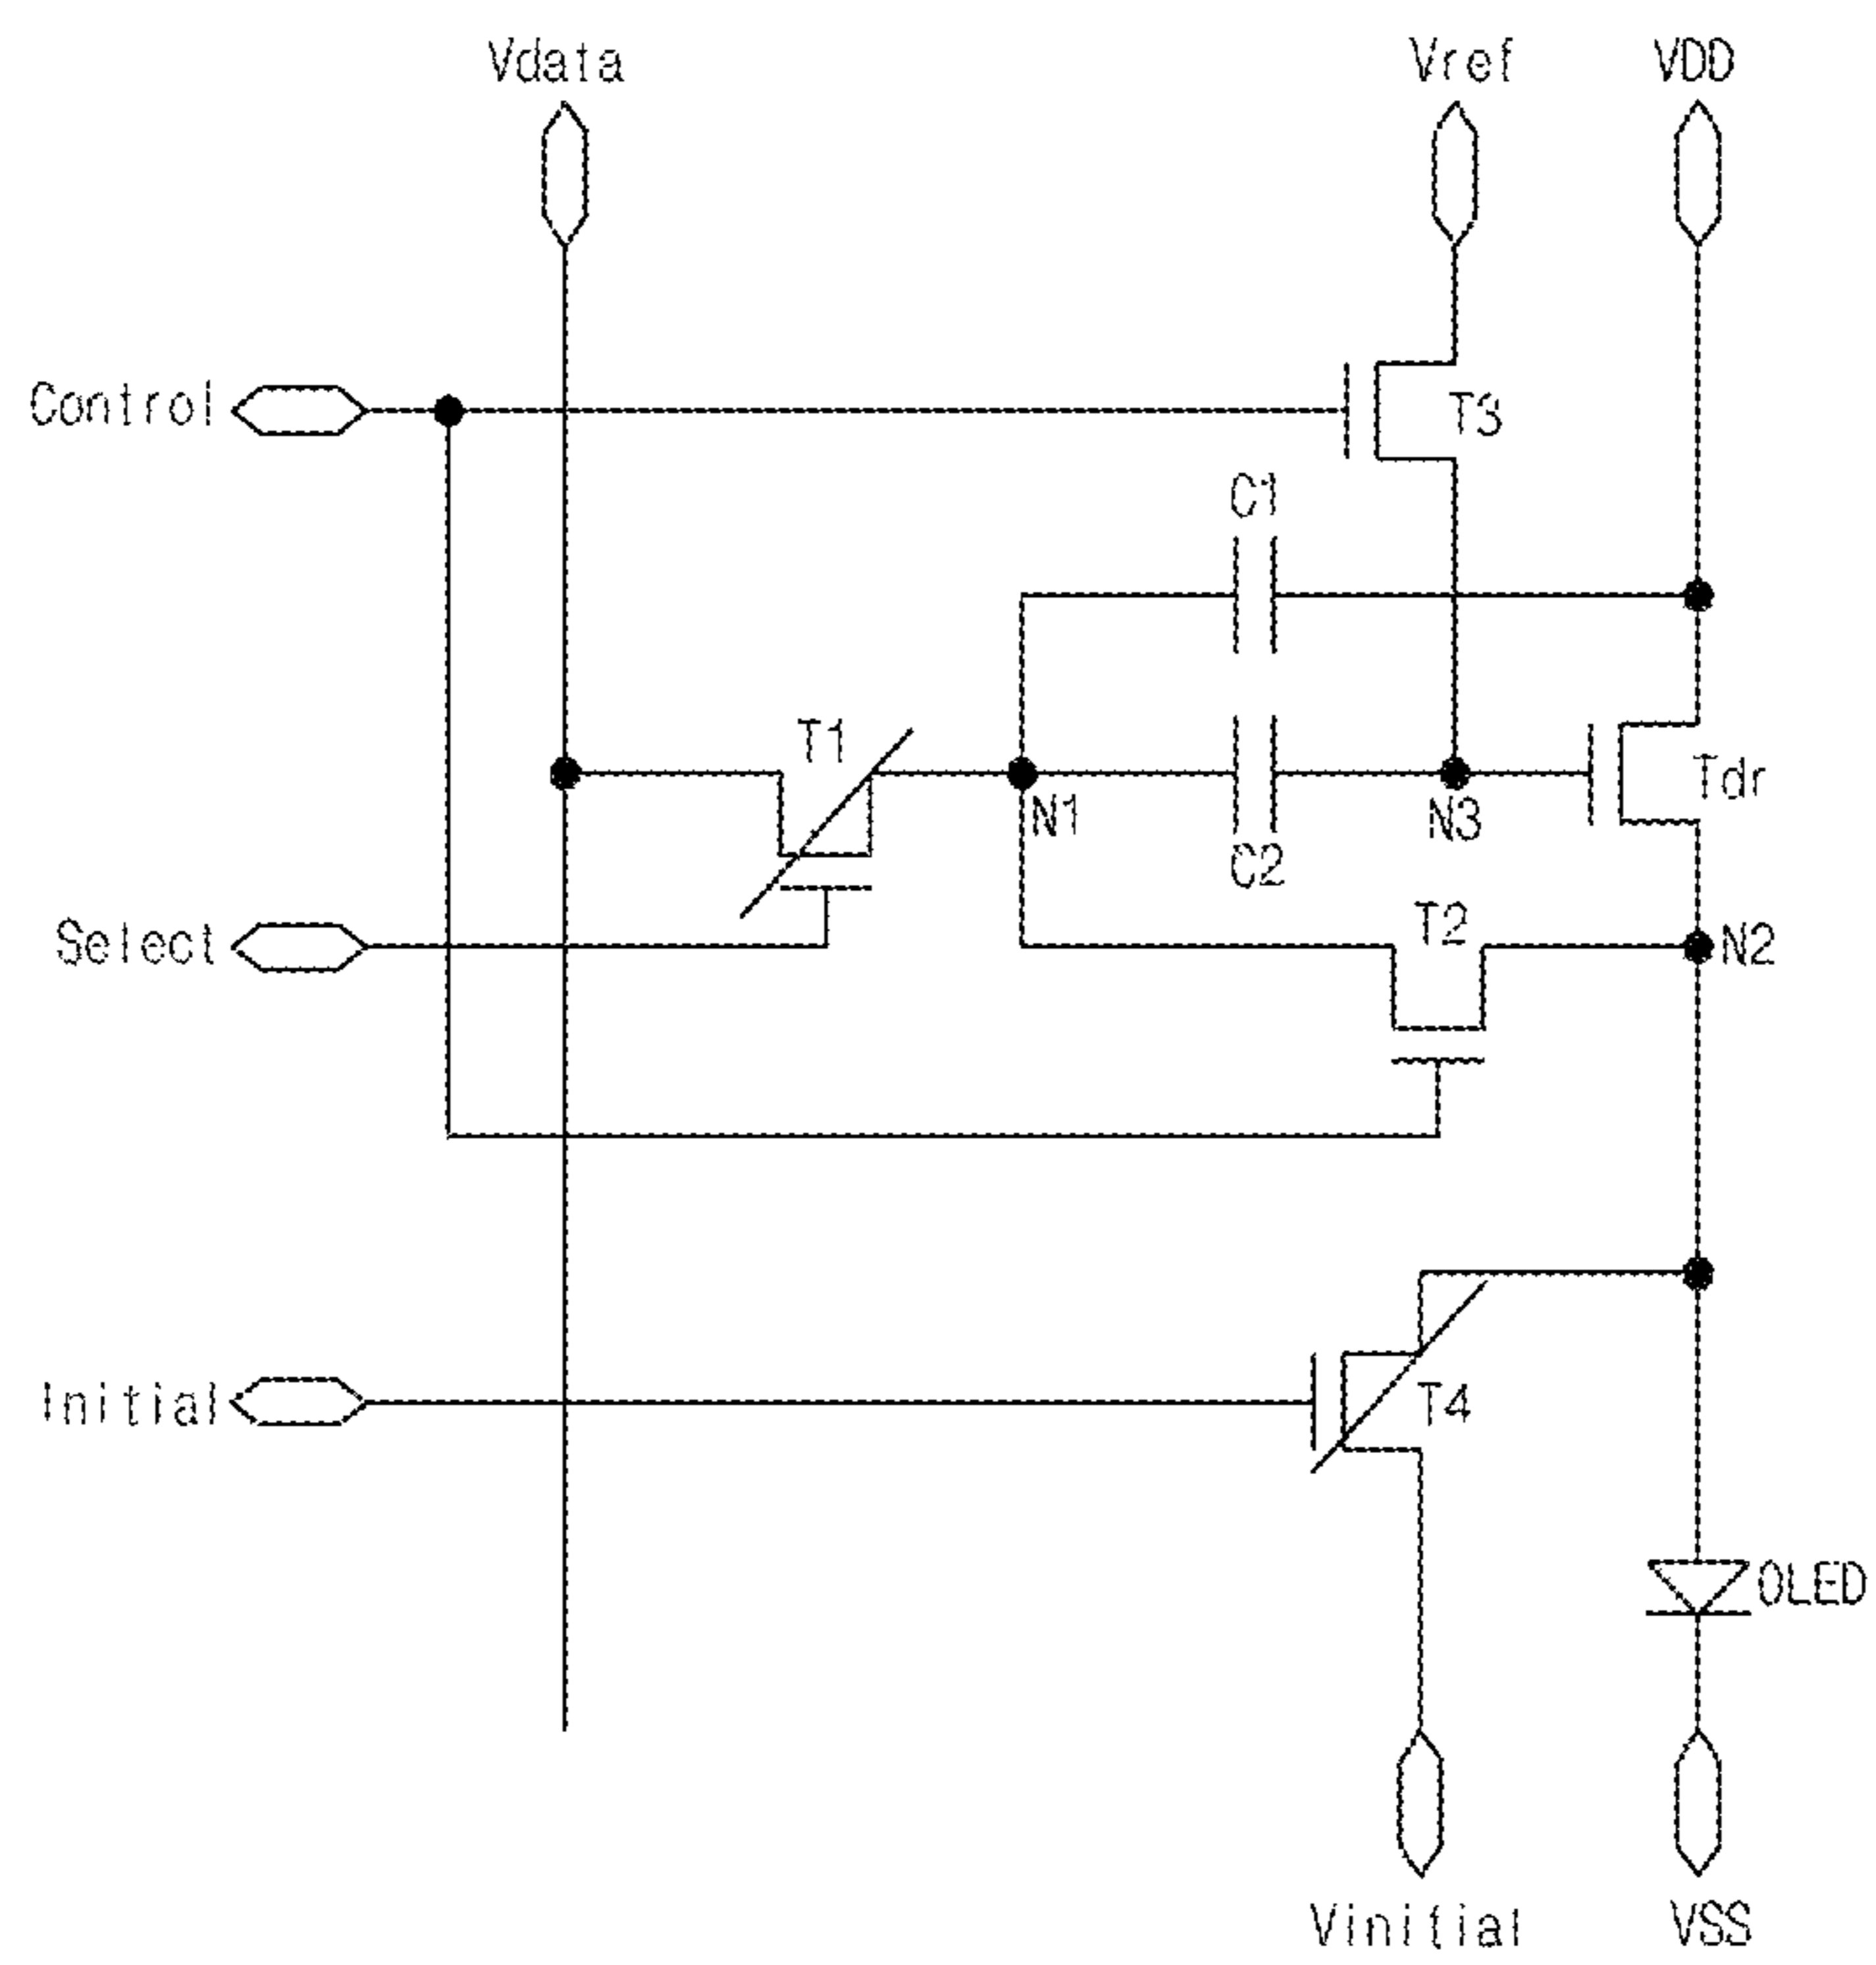 Vdata
Vref
VDD
Control
T3
C1
T1
Tdr
N1
N3
C2
T2
Select
N2
Initial
T4
OLED
Vinitial
VSS